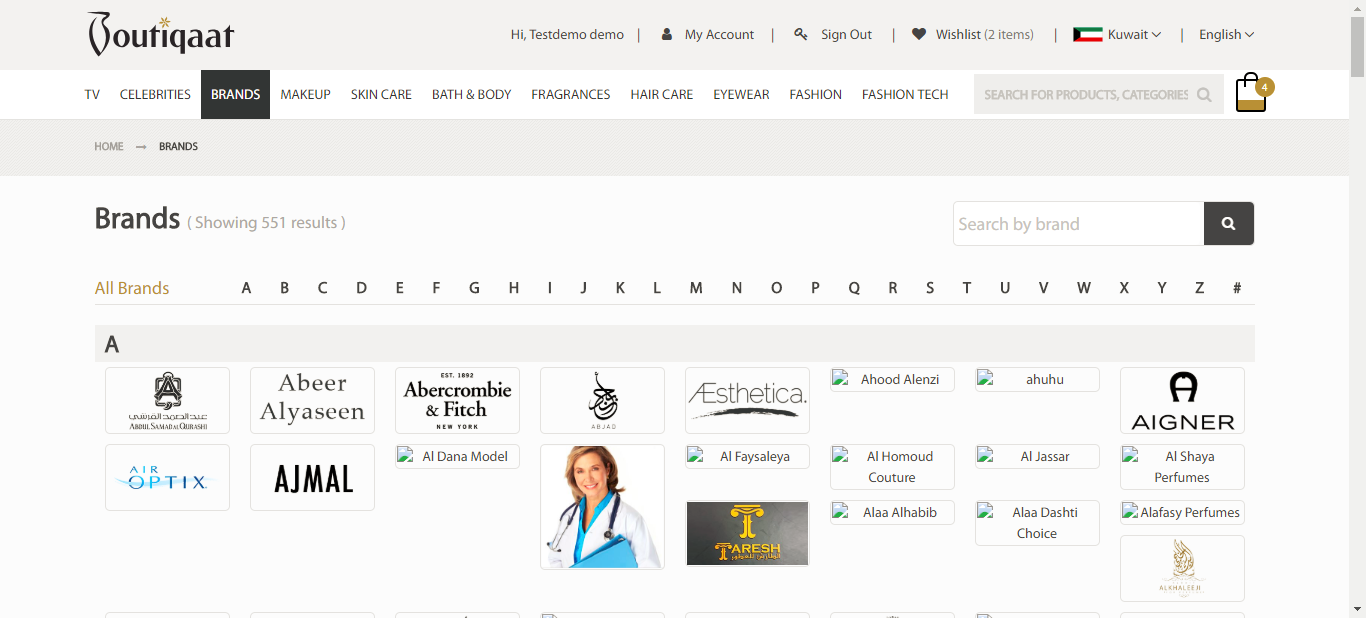 Boutiqaat
Hi, Testdemo demo | My Account | Sign Out | Wishlist (2 items) | Kuwait | English
TV CELEBRITIES BRANDS MAKEUP SKIN CARE BATH & BODY FRAGRANCES HAIR CARE EYEWEAR FASHION FASHION TECH SEARCH FOR PRODUCTS, CATEGORIES 4
HOME → BRANDS
Brands ( Showing 551 results ) Search by brand
All Brands A B C D E F G H I J K L M N O P Q R S T U V W X Y Z #
A
عبدالصمد القرشي
ABDUL SAMAD AL QURASHI
Abeer
Alyaseen
EST. 1892
Abercrombie
& Fitch
NEW YORK
ABJAD
ÆEsthetica.
Ahood Alenzi
ahuhu
AIGNER
AIR
OPTIX
AJMAL
Al Dana Model
Al Faysaleya
Al Homoud
Couture
Al Jassar
Al Shaya
Perfumes
TARESH
Alaa Alhabib
Alaa Dashti
Choice
Alafasy Perfumes
ALKHALEEJI